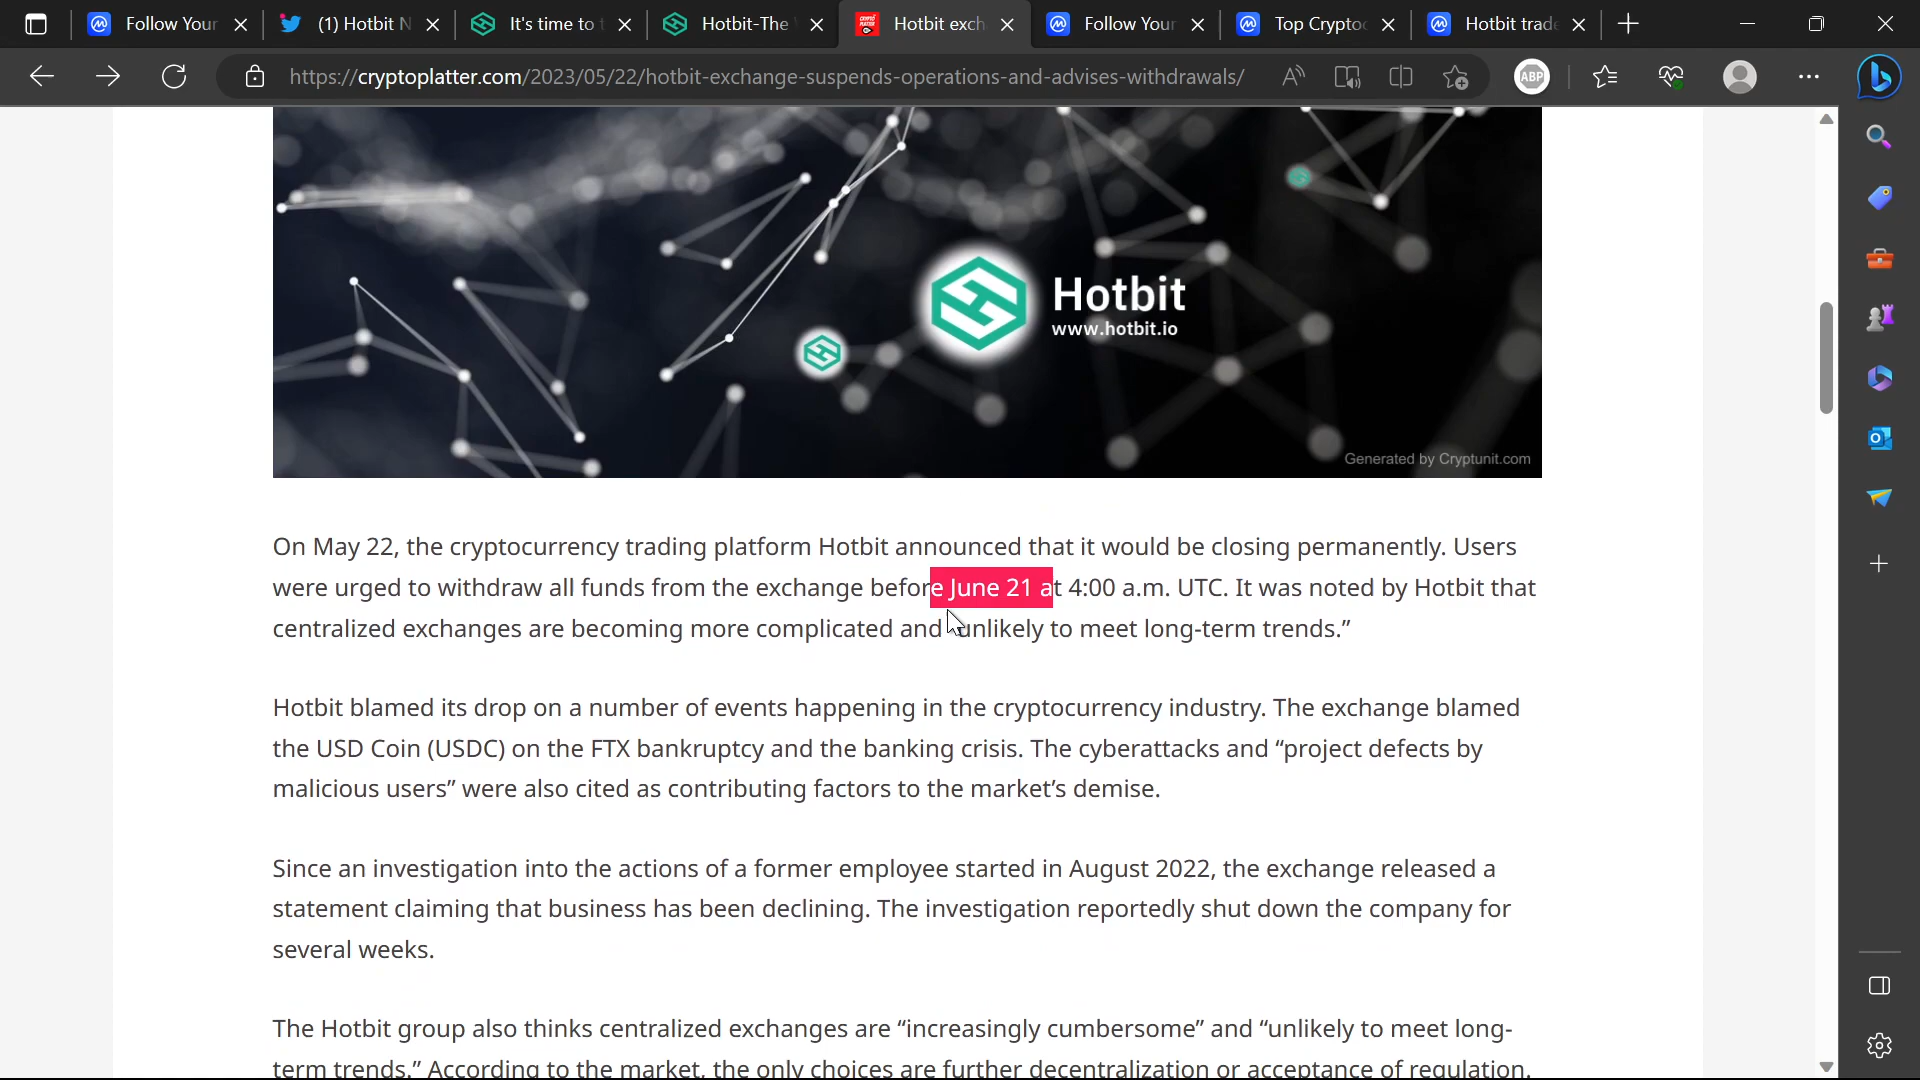 Follow Your
(1) Hotbit N
It's time to
Hotbit-The
Hotbit exch
Follow Your
Top Crypto
Hotbit trade
https://cryptoplatter.com/2023/05/22/hotbit-exchange-suspends-operations-and-advises-withdrawals/
ABP
Hotbit
www.hotbit.io
Generated by Cryptunit.com
On May 22, the cryptocurrency trading platform Hotbit announced that it would be closing permanently. Users
were urged to withdraw all funds from the exchange before June 21 at 4:00 a.m. UTC. It was noted by Hotbit that
centralized exchanges are becoming more complicated and “unlikely to meet long-term trends.”
Hotbit blamed its drop on a number of events happening in the cryptocurrency industry. The exchange blamed
the USD Coin (USDC) on the FTX bankruptcy and the banking crisis. The cyberattacks and “project defects by
malicious users” were also cited as contributing factors to the market’s demise.
Since an investigation into the actions of a former employee started in August 2022, the exchange released a
statement claiming that business has been declining. The investigation reportedly shut down the company for
several weeks.
The Hotbit group also thinks centralized exchanges are “increasingly cumbersome” and “unlikely to meet long-
term trends.” According to the market, the only choices are further decentralization or acceptance of regulation.